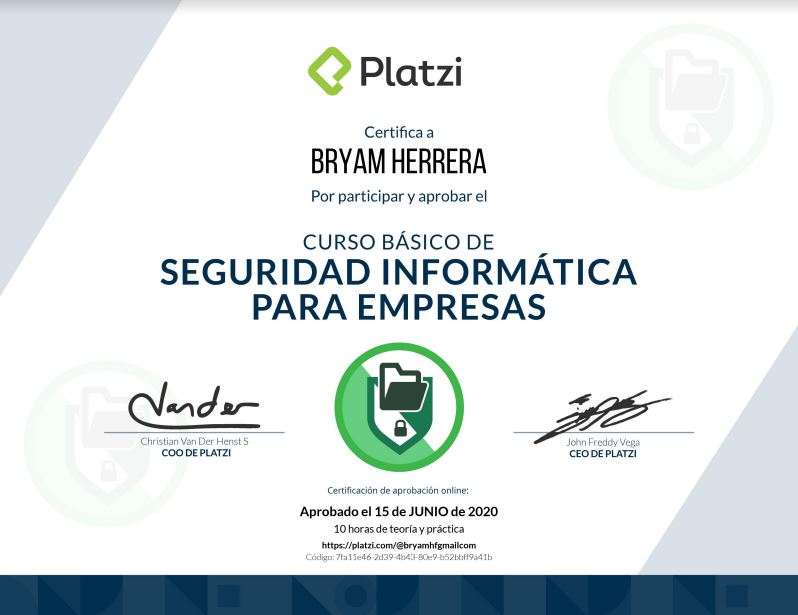 Platzi
Certifica a
BRYAM HERRERA
Por participar y aprobar el
CURSO BÁSICO DE
SEGURIDAD INFORMÁTICA
PARA EMPRESAS
Christian Van Der Henst S
COO DE PLATZI
John Freddy Vega
CEO DE PLATZI
Certificación de aprobación online:
Aprobado el 15 de JUNIO de 2020
10 horas de teoría y práctica
https://platzi.com/@bryamhfgmailcom
Código: 7fa11e46-2d39-4b43-80e9-b52bbff9a41b